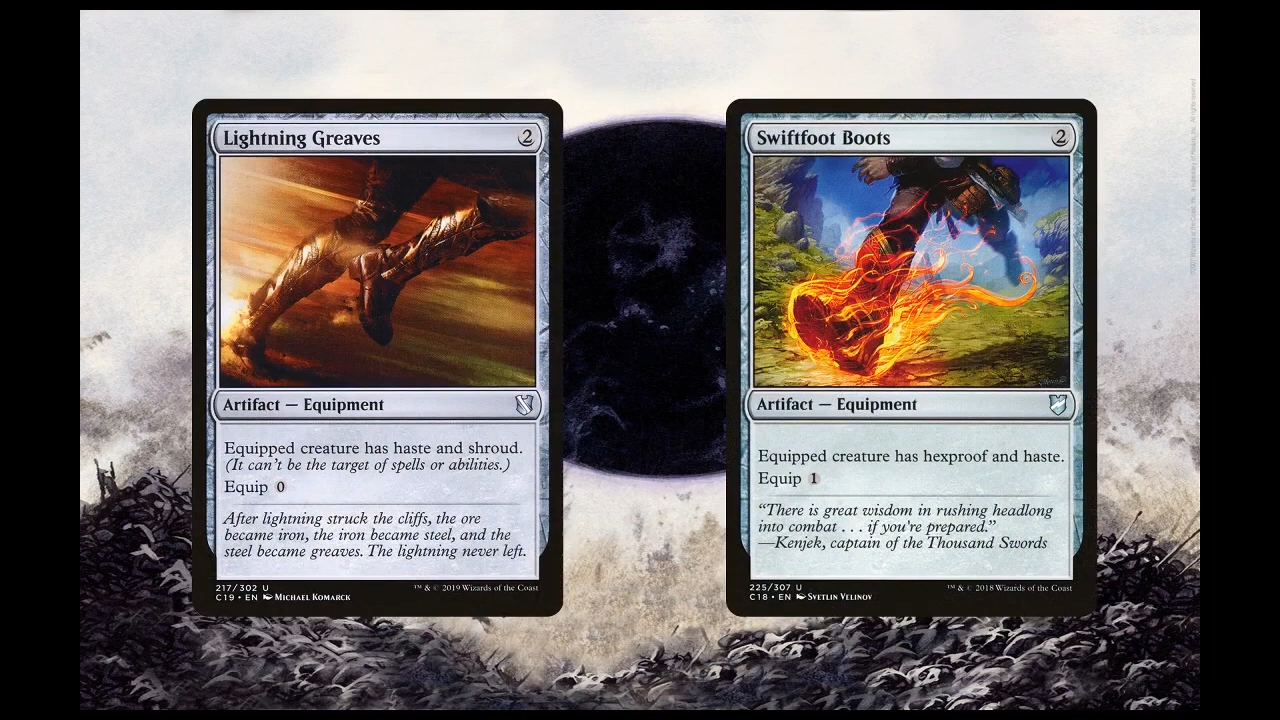 Lightning Greaves 2
Artifact — Equipment
Equipped creature has haste and shroud.
(It can't be the target of spells or abilities.)
Equip 0
After lightning struck the cliffs, the ore
became iron, the iron became steel, and the
steel became greaves. The lightning never left.
217/302 U
C19 • EN Michael Komarck
™ & © 2019 Wizards of the Coast
Swiftfoot Boots 2
Artifact — Equipment
Equipped creature has hexproof and haste.
Equip 1
“There is great wisdom in rushing headlong
into combat . . . if you're prepared.”
—Kenjek, captain of the Thousand Swords
225/307 U
C18 • EN Svetlin Velinov
™ & © 2018 Wizards of the Coast